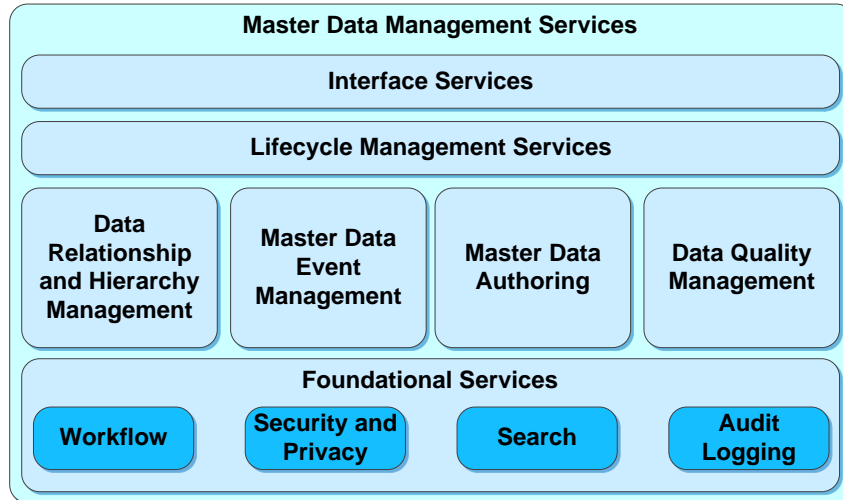 Master Data Management Services
Interface Services
Lifecycle Management Services
Data
Relationship
and Hierarchy
Management
Master Data
Event
Management
Master Data
Authoring
Data Quality
Management
Foundational Services
Workflow
Security and
Privacy
Search
Audit
Logging